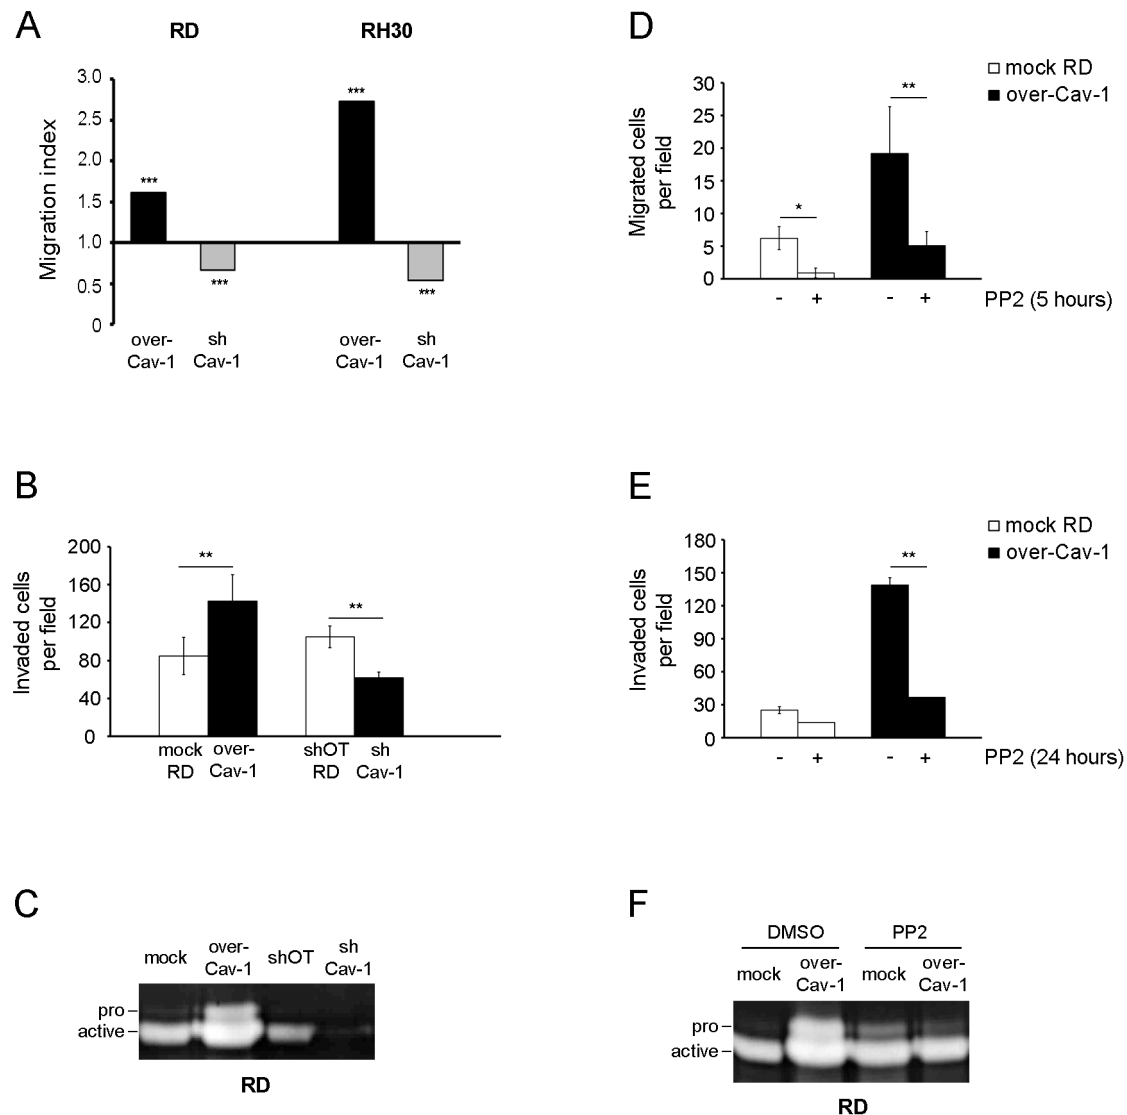 A
RD
RH30
Migration index
3.0
2.5
2.0
1.5
1.0
0.5
0
***
***
***
***
over-
Cav-1
sh
Cav-1
over-
Cav-1
sh
Cav-1
D
mock RD
over-Cav-1
Migrated cells
per field
30
25
20
15
10
5
0
*
**
- + - + PP2 (5 hours)
B
Invaded cells
per field
200
160
120
80
40
0
**
**
mock
RD
over-
Cav-1
shOT
RD
sh
Cav-1
E
mock RD
over-Cav-1
Invaded cells
per field
180
150
120
90
60
30
0
**
- + - + PP2 (24 hours)
C
mock
over-
Cav-1
shOT
sh
Cav-1
pro
active
RD
F
DMSO PP2
mock
over-
Cav-1
mock
over-
Cav-1
pro
active
RD